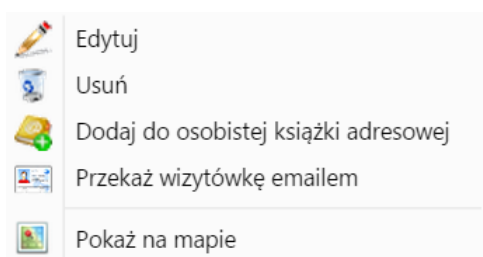 Edytuj
Usuń
Dodaj do osobistej książki adresowej
Przekaż wizytówkę emailem
Pokaż na mapie